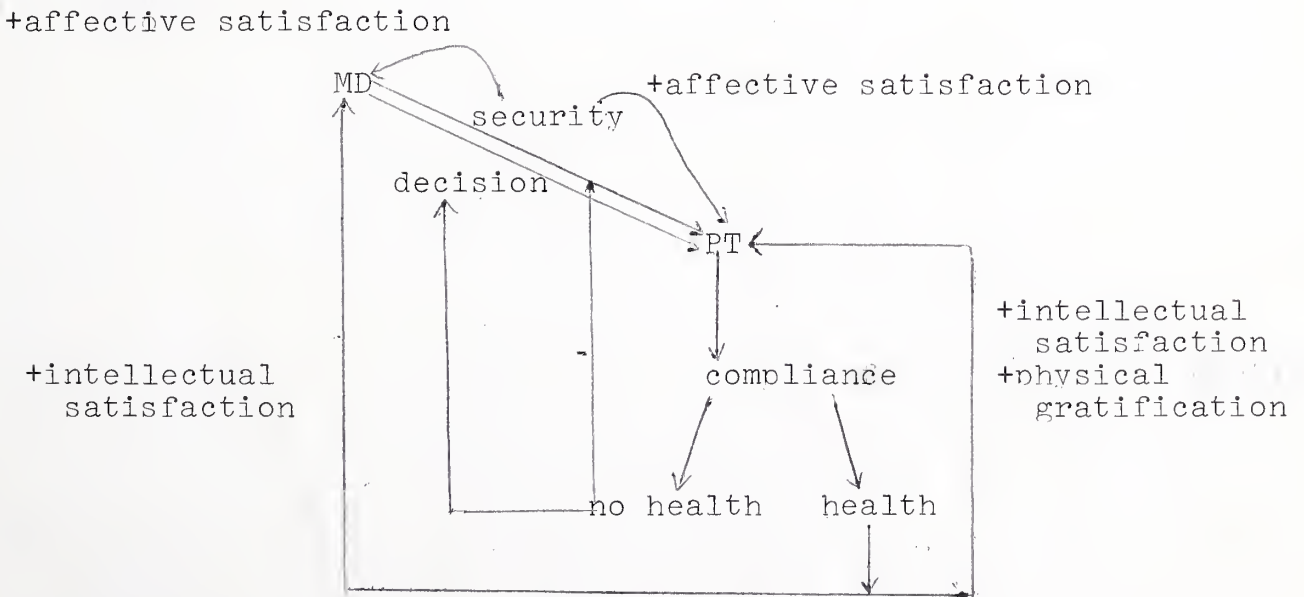 +affective satisfaction
MD
+affective satisfaction
security
decision
PT
+intellectual
satisfaction
+intellectual
satisfaction
compliance
+physical
gratification
no health
health